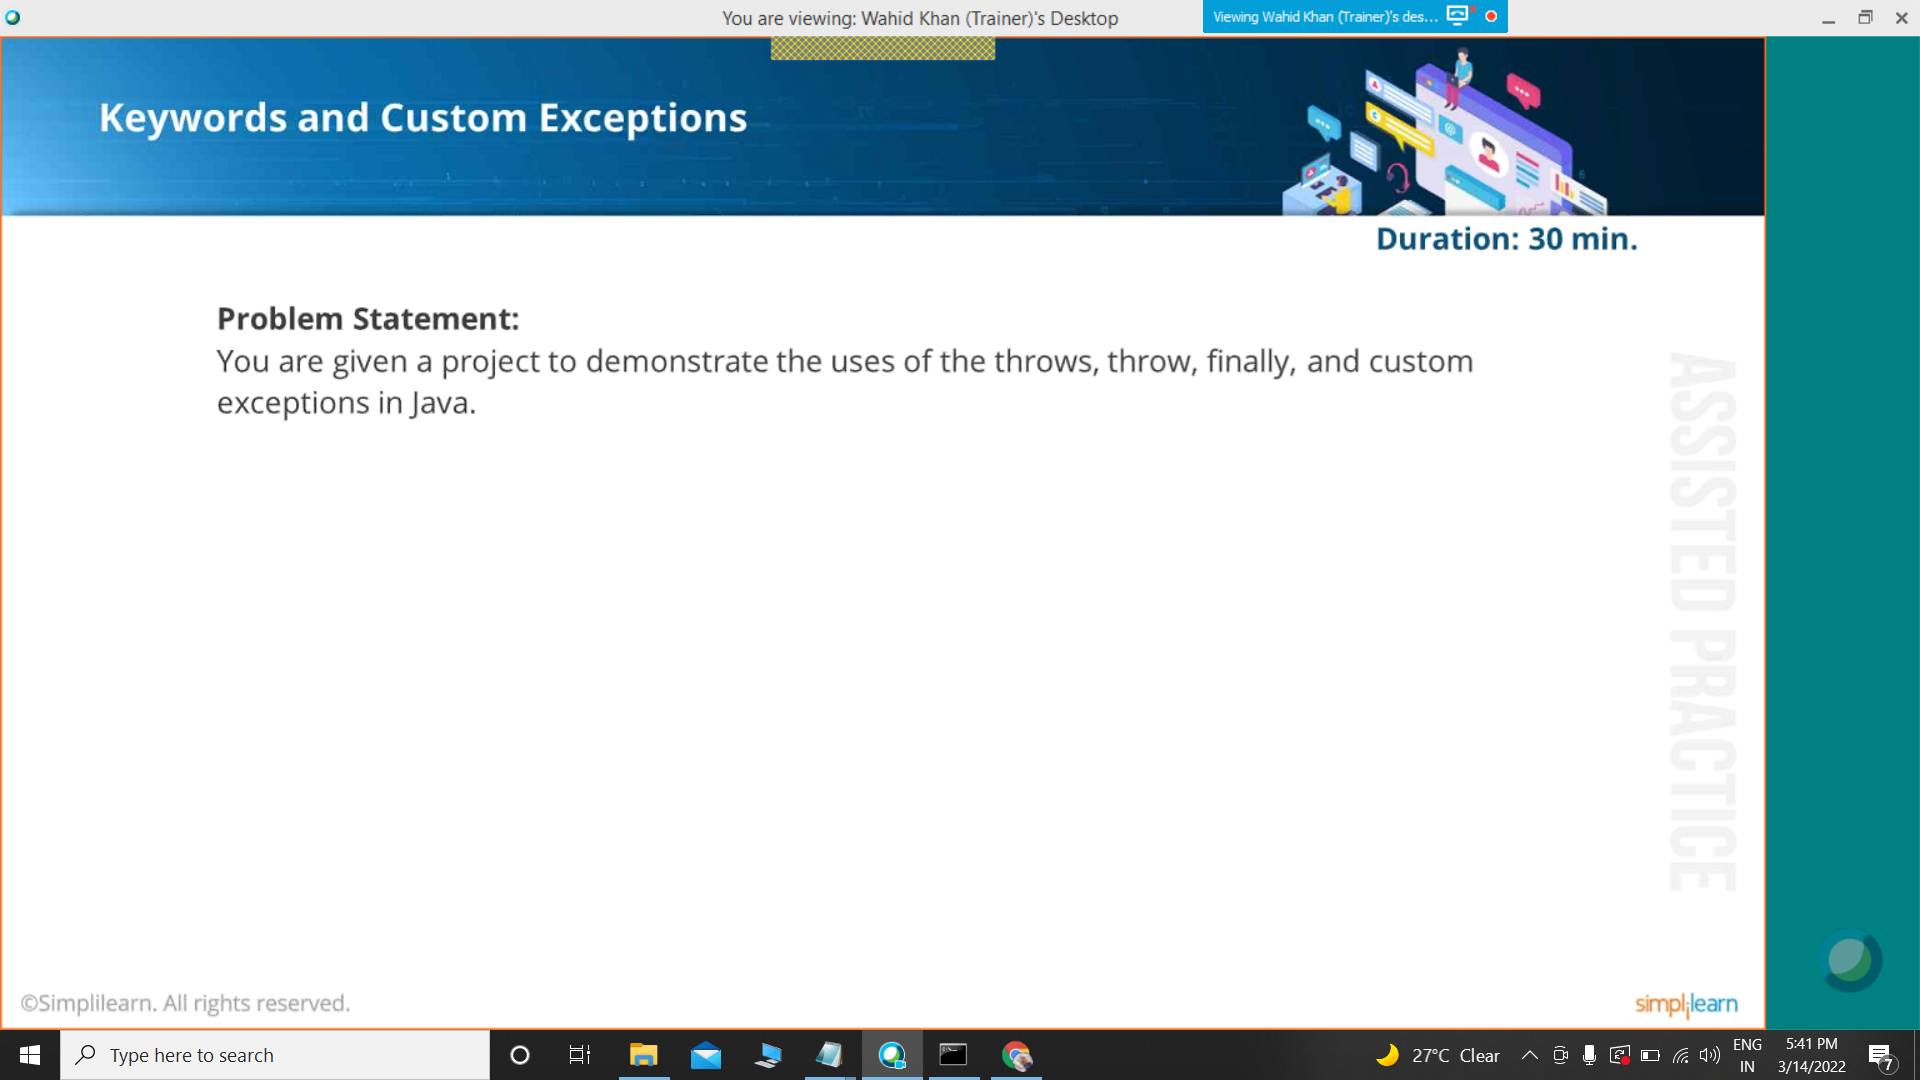 You are viewing: Wahid Khan (Trainer)'s Desktop
Viewing Wahid Khan (Trainer)'s des...
Keywords and Custom Exceptions
Duration: 30 min.
Problem Statement:
You are given a project to demonstrate the uses of the throws, throw, finally, and custom
exceptions in Java.
ASSISTED PRACTICE
©Simplilearn. All rights reserved.
simplilearn
Type here to search
27°C Clear
ENG
IN
5:41 PM
3/14/2022
7